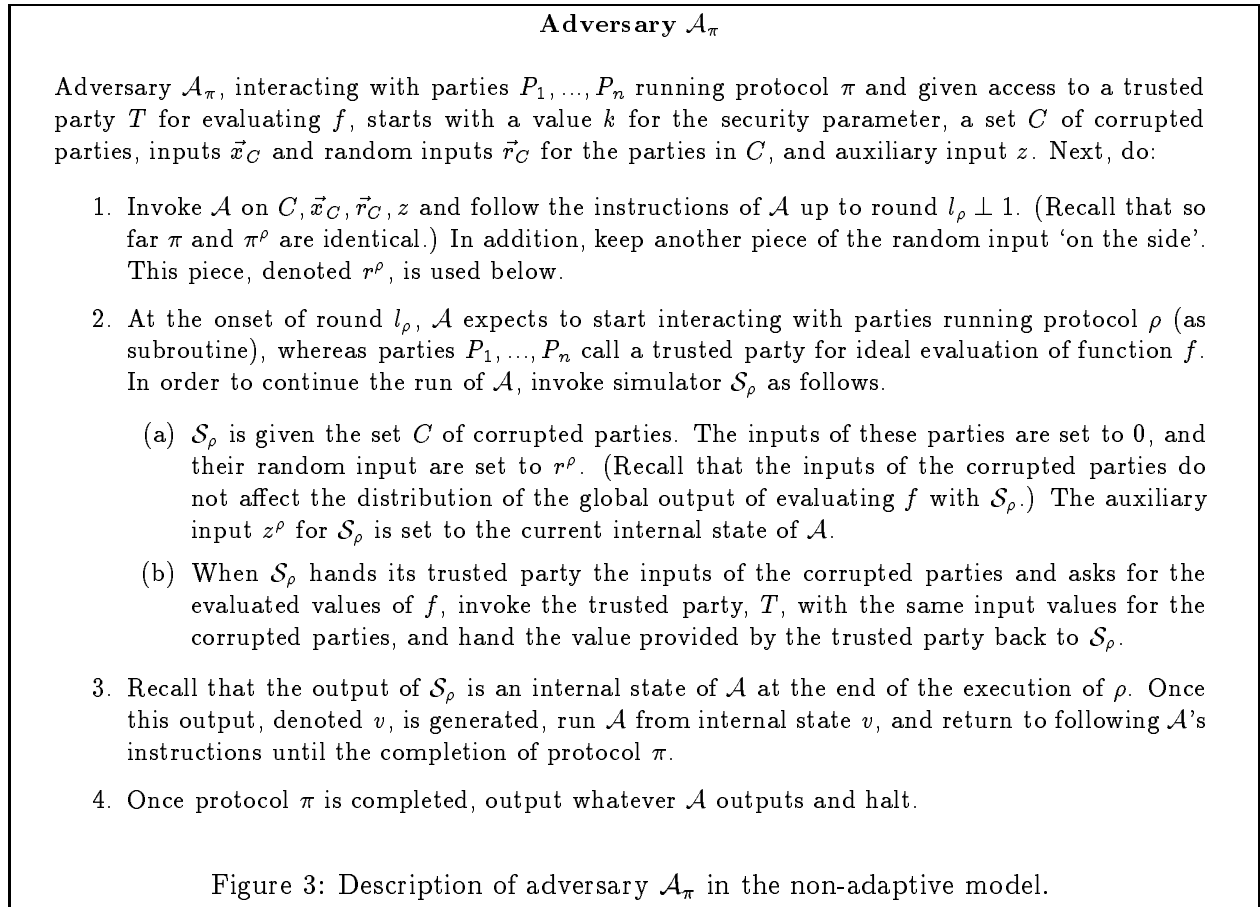 Adversary 𝒜π
Adversary 𝒜π, interacting with parties P₁, ..., Pₙ running protocol π and given access to a trusted
party T for evaluating f, starts with a value k for the security parameter, a set C of corrupted
parties, inputs x⃗_C and random inputs r⃗_C for the parties in C, and auxiliary input z. Next, do:
1. Invoke 𝒜 on C, x⃗_C, r⃗_C, z and follow the instructions of 𝒜 up to round l_ρ ⊥ 1. (Recall that so
far π and π^ρ are identical.) In addition, keep another piece of the random input ‘on the side’.
This piece, denoted r^ρ, is used below.
2. At the onset of round l_ρ, 𝒜 expects to start interacting with parties running protocol ρ (as
subroutine), whereas parties P₁, ..., Pₙ call a trusted party for ideal evaluation of function f.
In order to continue the run of 𝒜, invoke simulator 𝒮_ρ as follows.
(a) 𝒮_ρ is given the set C of corrupted parties. The inputs of these parties are set to 0, and
their random input are set to r^ρ. (Recall that the inputs of the corrupted parties do
not affect the distribution of the global output of evaluating f with 𝒮_ρ.) The auxiliary
input z^ρ for 𝒮_ρ is set to the current internal state of 𝒜.
(b) When 𝒮_ρ hands its trusted party the inputs of the corrupted parties and asks for the
evaluated values of f, invoke the trusted party, T, with the same input values for the
corrupted parties, and hand the value provided by the trusted party back to 𝒮_ρ.
3. Recall that the output of 𝒮_ρ is an internal state of 𝒜 at the end of the execution of ρ. Once
this output, denoted v, is generated, run 𝒜 from internal state v, and return to following 𝒜’s
instructions until the completion of protocol π.
4. Once protocol π is completed, output whatever 𝒜 outputs and halt.
Figure 3: Description of adversary 𝒜π in the non-adaptive model.